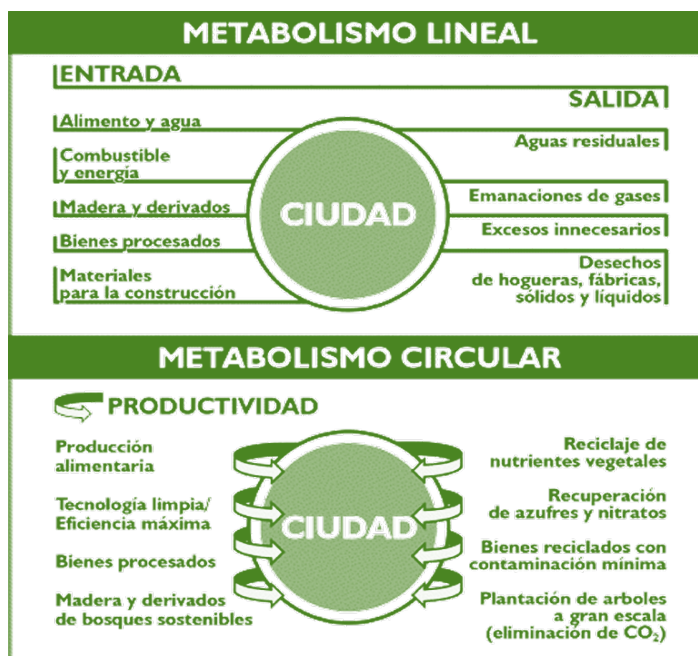 METABOLISMO LINEAL
ENTRADA
SALIDA
Alimento y agua
Combustible
y energía
Madera y derivados
Bienes procesados
Materiales
para la construcción
CIUDAD
Aguas residuales
Emanaciones de gases
Excesos innecesarios
Desechos
de hogueras, fábricas,
sólidos y líquidos
METABOLISMO CIRCULAR
PRODUCTIVIDAD
Producción
alimentaria
Tecnología limpia/
Eficiencia máxima
Bienes procesados
Madera y derivados
de bosques sostenibles
CIUDAD
Reciclaje de
nutrientes vegetales
Recuperación
de azufres y nitratos
Bienes reciclados con
contaminación mínima
Plantación de arboles
a gran escala
(eliminación de CO₂)